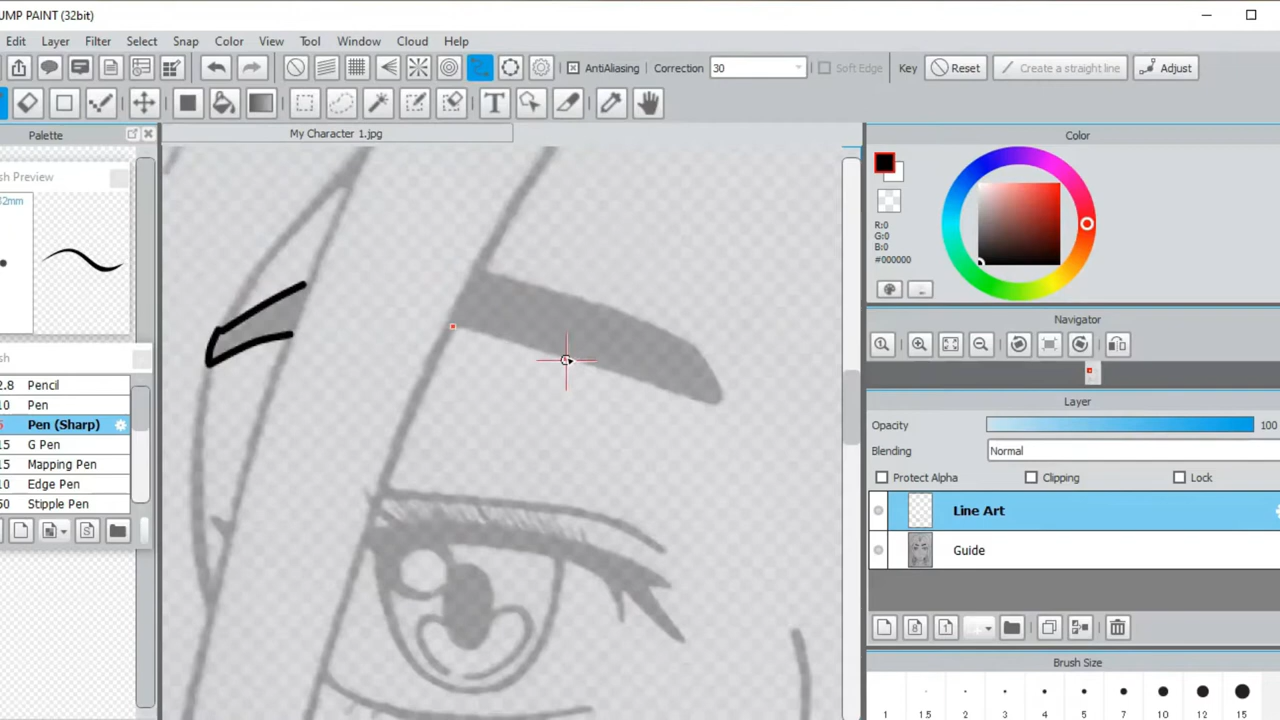 UMP PAINT (32bit)
Edit Layer Filter Select Snap Color View Tool Window Cloud Help
AntiAliasing Correction 30 Soft Edge Key Reset Create a straight line Adjust
T
Palette
My Character 1.jpg
Color
sh Preview
32mm
R:0
G:0
B:0
#000000
Navigator
sh
2.8 Pencil
10 Pen
5 Pen (Sharp)
15 G Pen
15 Mapping Pen
10 Edge Pen
50 Stipple Pen
Layer
Opacity 100
Blending Normal
Protect Alpha Clipping Lock
Line Art
Guide
Brush Size
1 1.5 2 3 4 5 7 10 12 15